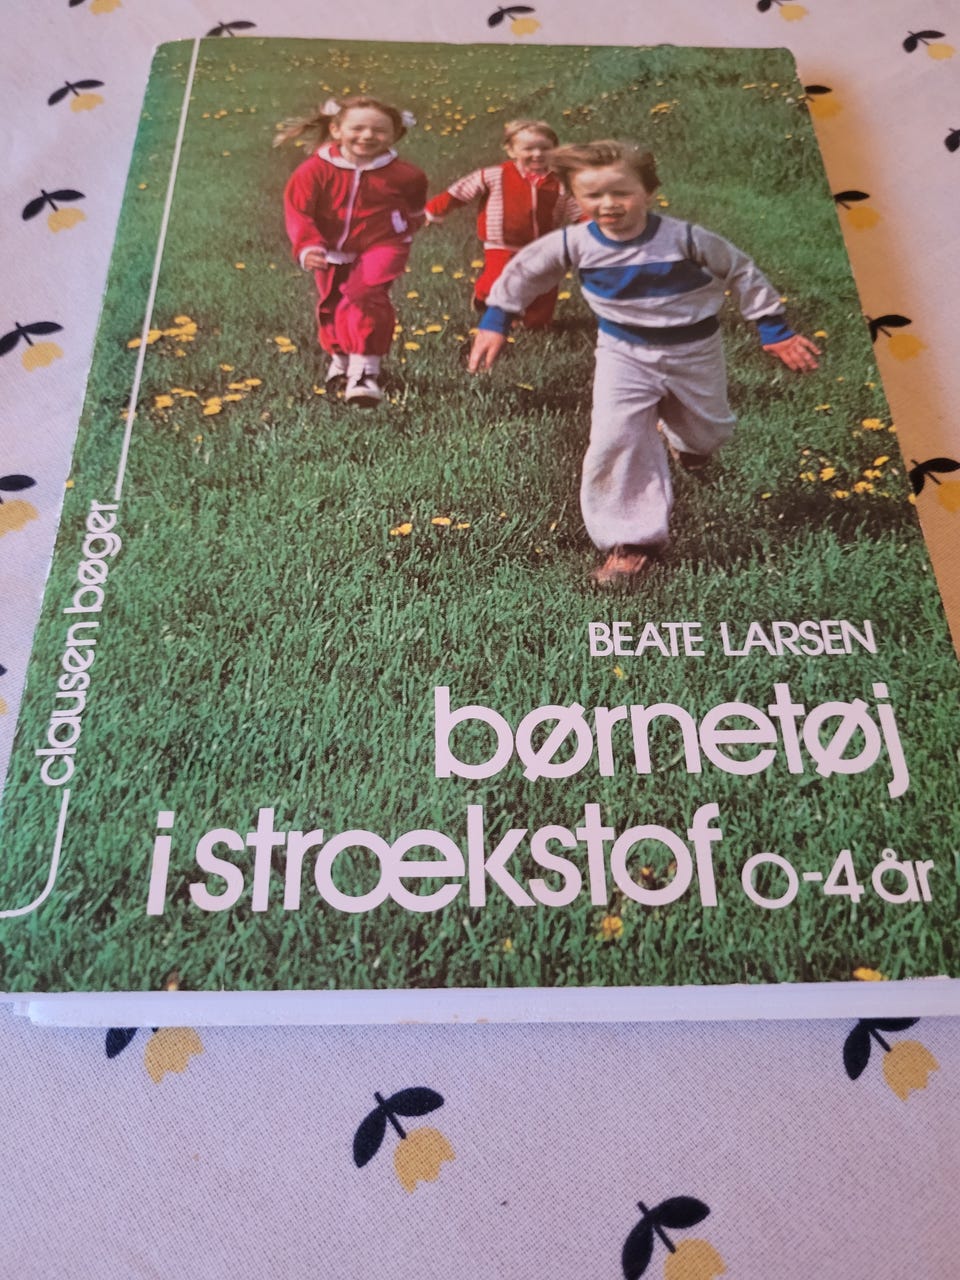 clausen bøger
BEATE LARSEN
børnetøj
i strækstof 0-4 år